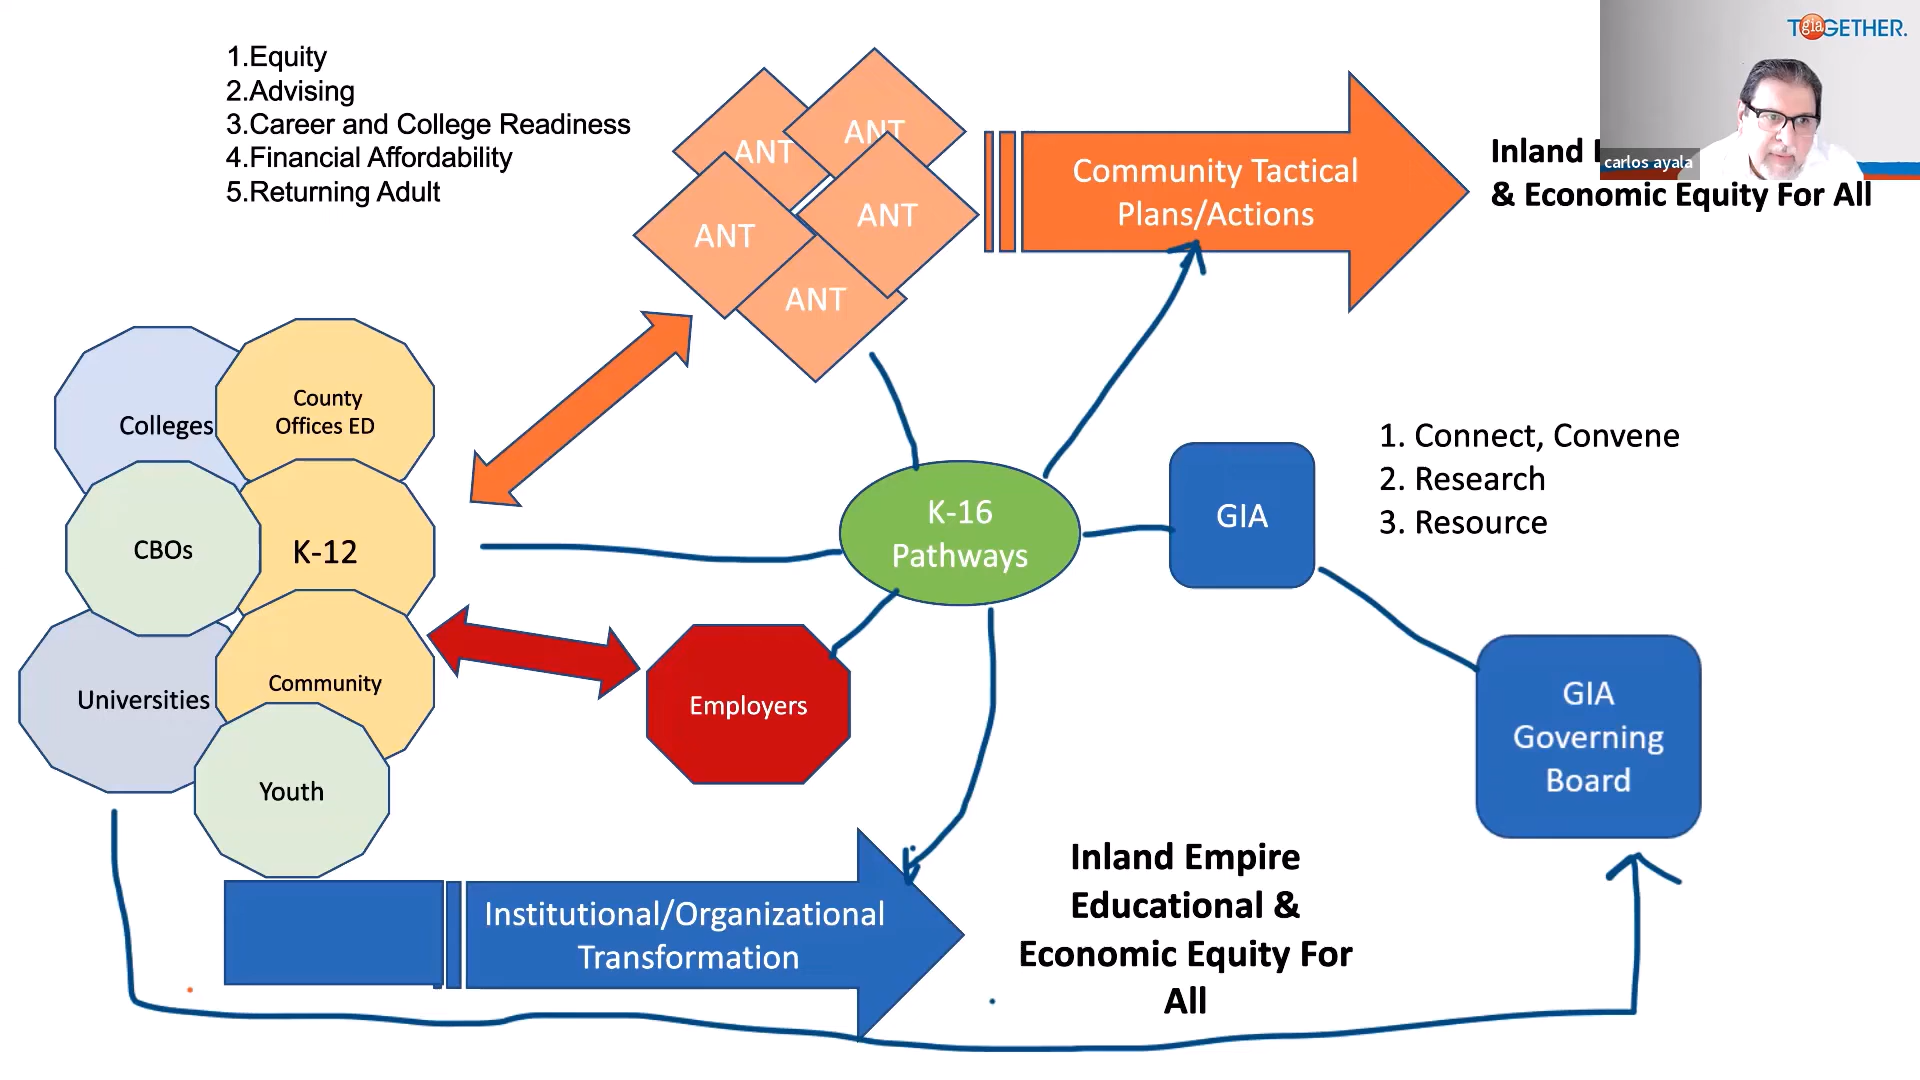 1.Equity
2.Advising
3.Career and College Readiness
4.Financial Affordability
5.Returning Adult
ANT
ANT
ANT
ANT
ANT
Community Tactical
Plans/Actions
TOGETHER.
gia
carlos ayala
Inland
& Economic Equity For All
Colleges
County
Offices ED
CBOs
K-12
Universities
Community
Youth
Employers
K-16
Pathways
GIA
1. Connect, Convene
2. Research
3. Resource
GIA
Governing
Board
Institutional/Organizational
Transformation
Inland Empire
Educational &
Economic Equity For
All